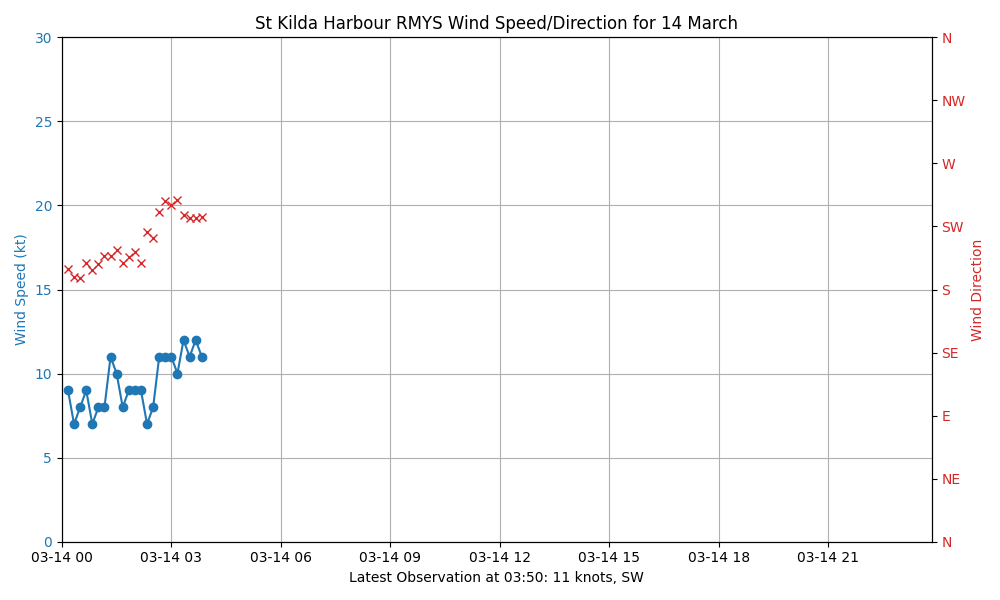 St Kilda Harbour RMYS Wind Speed/Direction for 14 March
30
25
20
15
10
5
0
Wind Speed (kt)
N
NW
W
SW
S
SE
E
NE
N
Wind Direction
03-14 00
03-14 03
03-14 06
03-14 09
03-14 12
03-14 15
03-14 18
03-14 21
Latest Observation at 03:50: 11 knots, SW